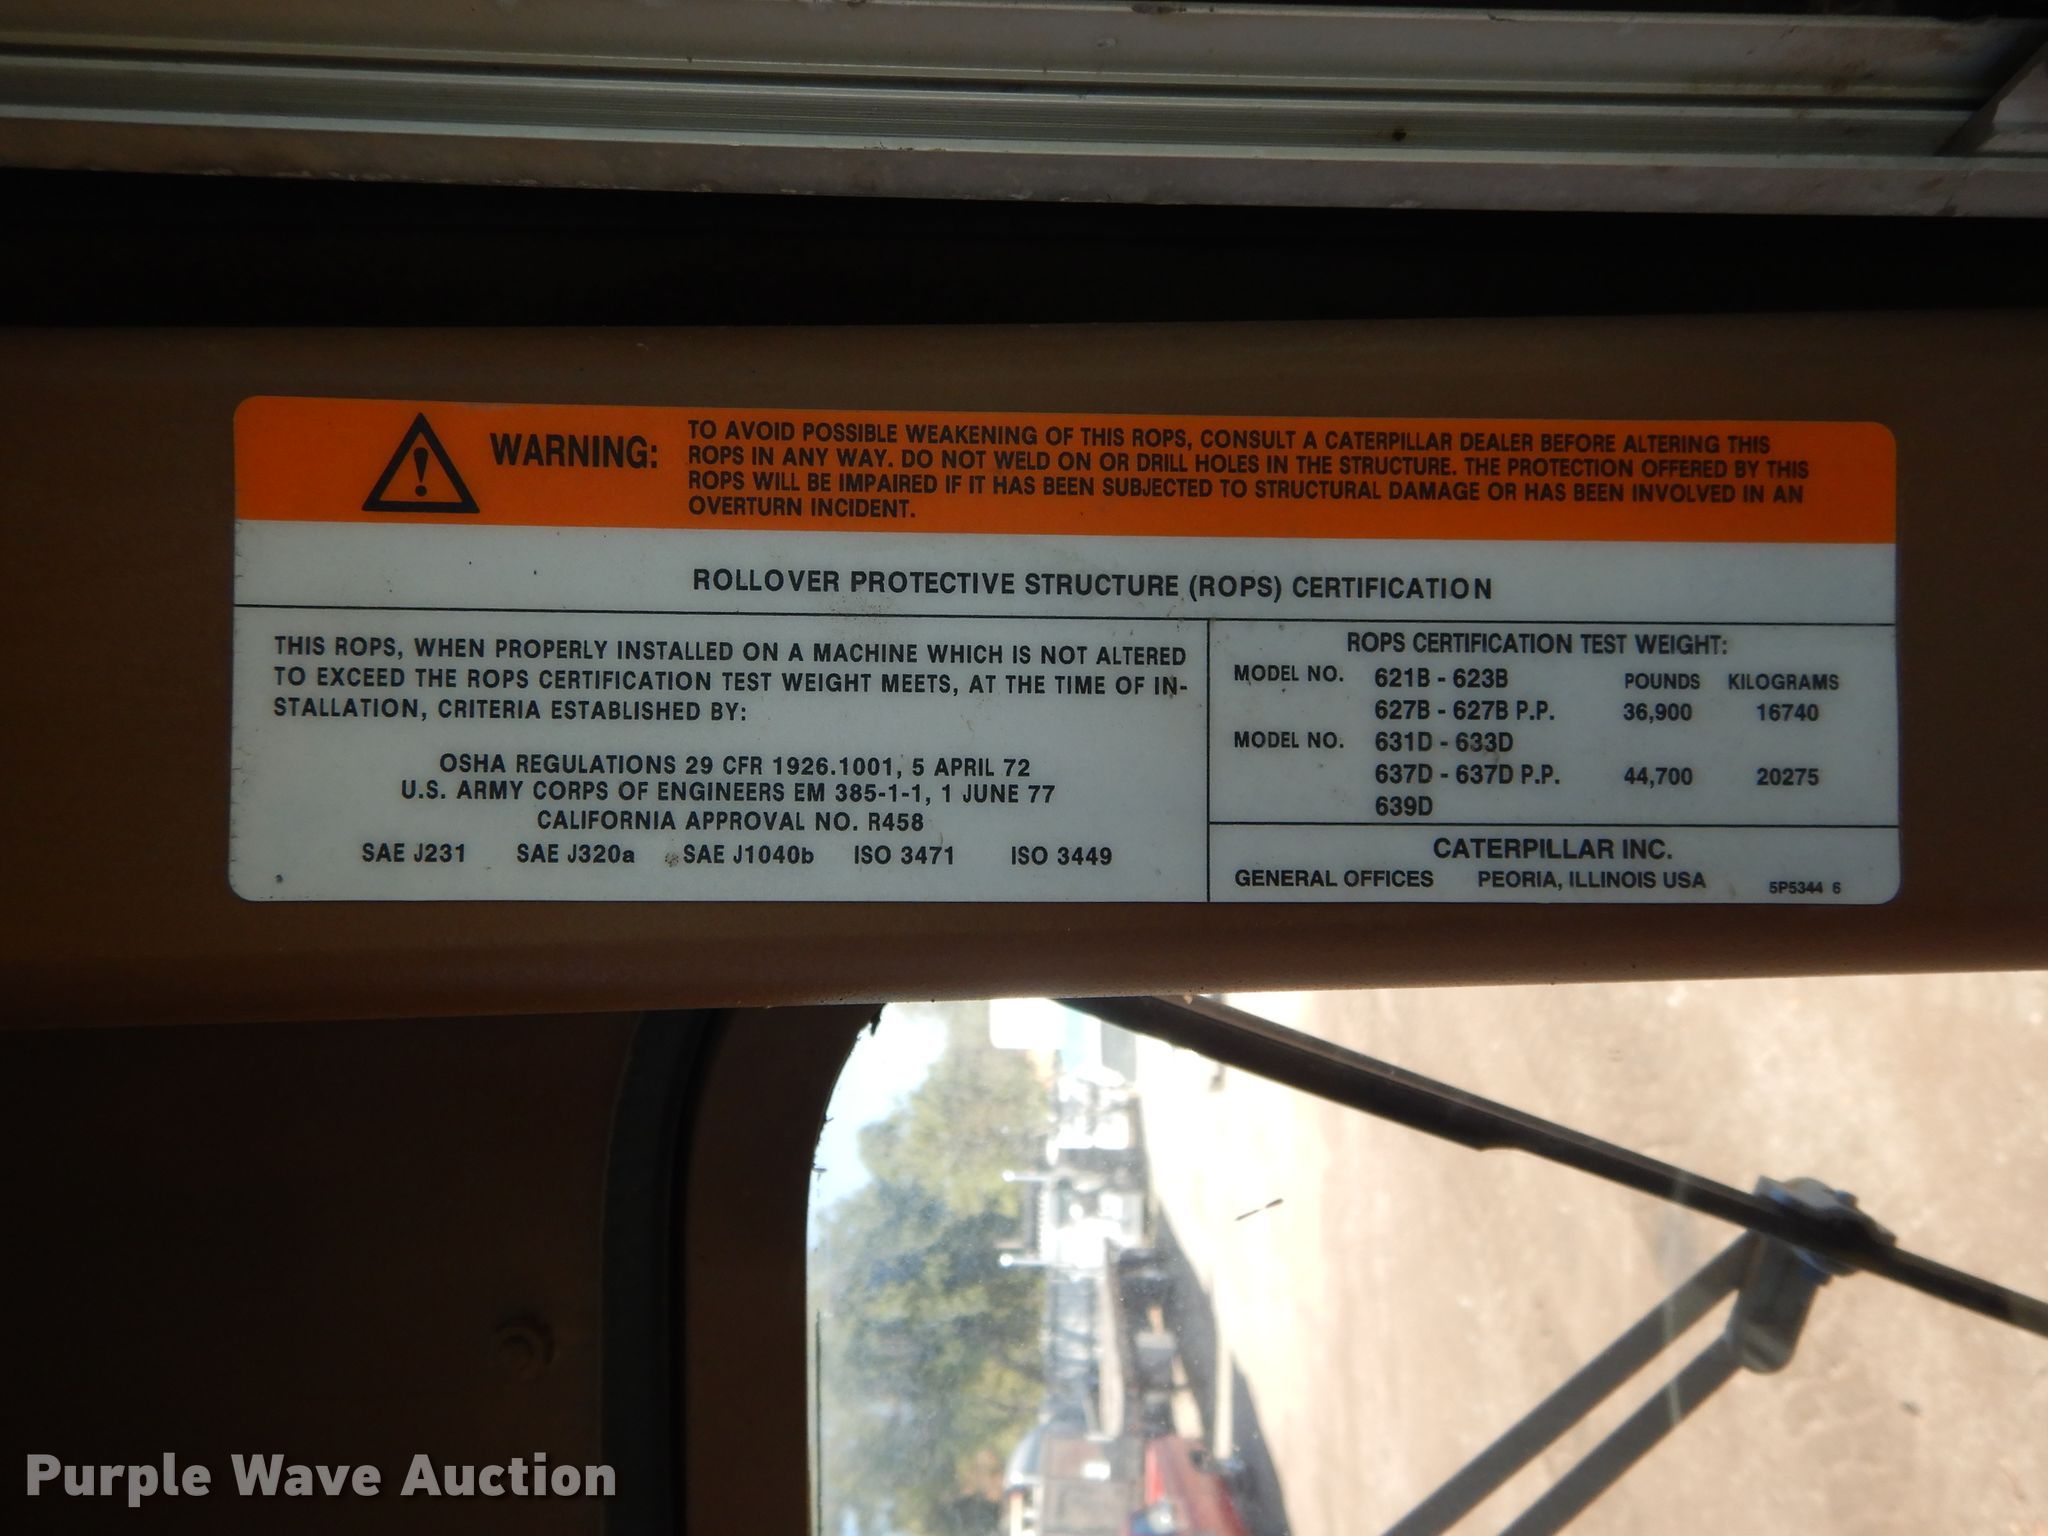 WARNING:
TO AVOID POSSIBLE WEAKENING OF THIS ROPS, CONSULT A CATERPILLAR DEALER BEFORE ALTERING THIS
ROPS IN ANY WAY. DO NOT WELD ON OR DRILL HOLES IN THE STRUCTURE. THE PROTECTION OFFERED BY THIS
ROPS WILL BE IMPAIRED IF IT HAS BEEN SUBJECTED TO STRUCTURAL DAMAGE OR HAS BEEN INVOLVED IN AN
OVERTURN INCIDENT.
ROLLOVER PROTECTIVE STRUCTURE (ROPS) CERTIFICATION
THIS ROPS, WHEN PROPERLY INSTALLED ON A MACHINE WHICH IS NOT ALTERED
TO EXCEED THE ROPS CERTIFICATION TEST WEIGHT MEETS, AT THE TIME OF IN-
STALLATION, CRITERIA ESTABLISHED BY:
OSHA REGULATIONS 29 CFR 1926.1001, 5 APRIL 72
U.S. ARMY CORPS OF ENGINEERS EM 385-1-1, 1 JUNE 77
CALIFORNIA APPROVAL NO. R458
SAE J231 SAE J320a SAE J1040b ISO 3471 ISO 3449
ROPS CERTIFICATION TEST WEIGHT:
MODEL NO. 621B - 623B POUNDS KILOGRAMS
627B - 627B P.P. 36,900 16740
MODEL NO. 631D - 633D
637D - 637D P.P. 44,700 20275
639D
CATERPILLAR INC.
GENERAL OFFICES PEORIA, ILLINOIS USA 5P5344 6
Purple Wave Auction